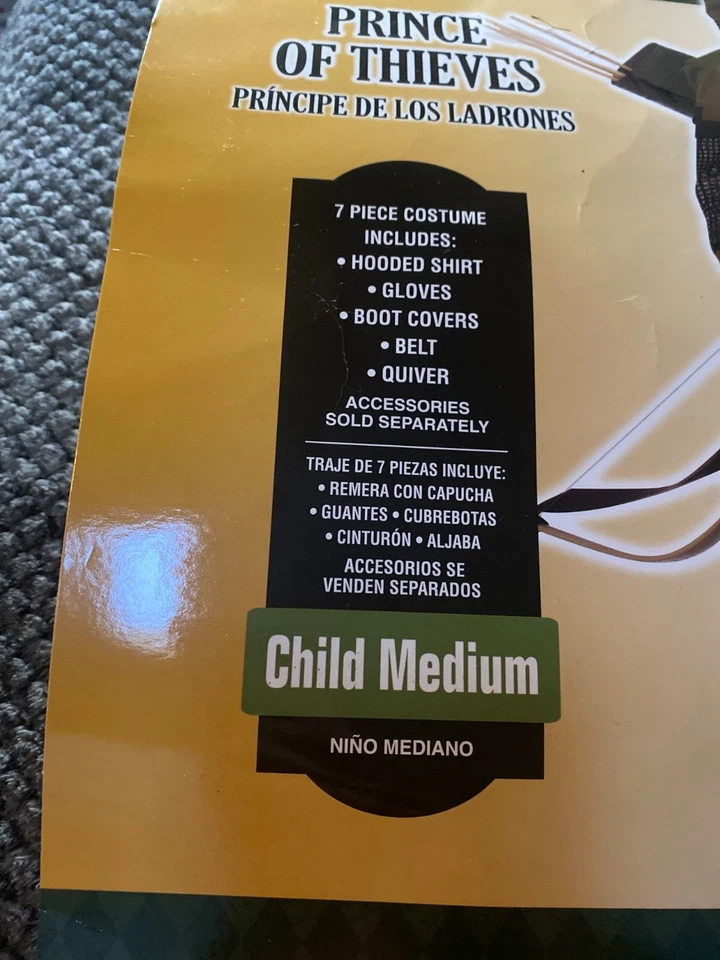 PRINCE
OF THIEVES
PRÍNCIPE DE LOS LADRONES
7 PIECE COSTUME
INCLUDES:
• HOODED SHIRT
• GLOVES
• BOOT COVERS
• BELT
• QUIVER
ACCESSORIES
SOLD SEPARATELY
TRAJE DE 7 PIEZAS INCLUYE:
• REMERA CON CAPUCHA
• GUANTES • CUBREBOTAS
• CINTURÓN • ALJABA
ACCESORIOS SE
VENDEN SEPARADOS
Child Medium
NIÑO MEDIANO